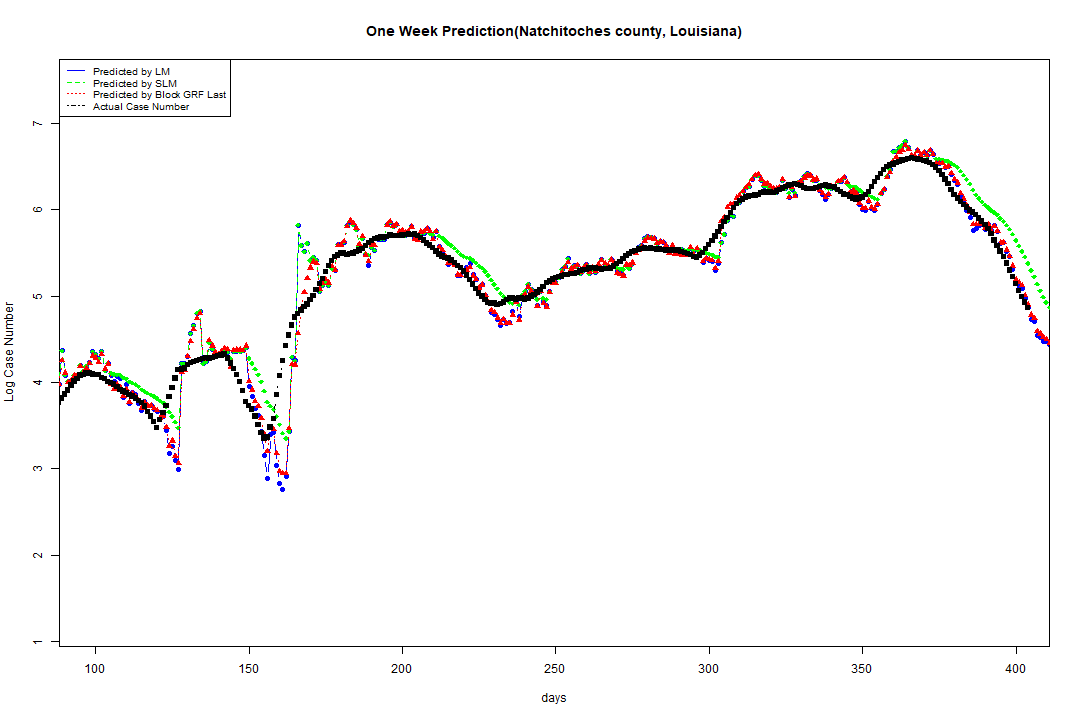 One Week Prediction(Natchitoches county, Louisiana)
Predicted by LM
Predicted by SLM
Predicted by Block GRF Last
Actual Case Number
Log Case Number
7
6
5
4
3
2
1
100 150 200 250 300 350 400
days